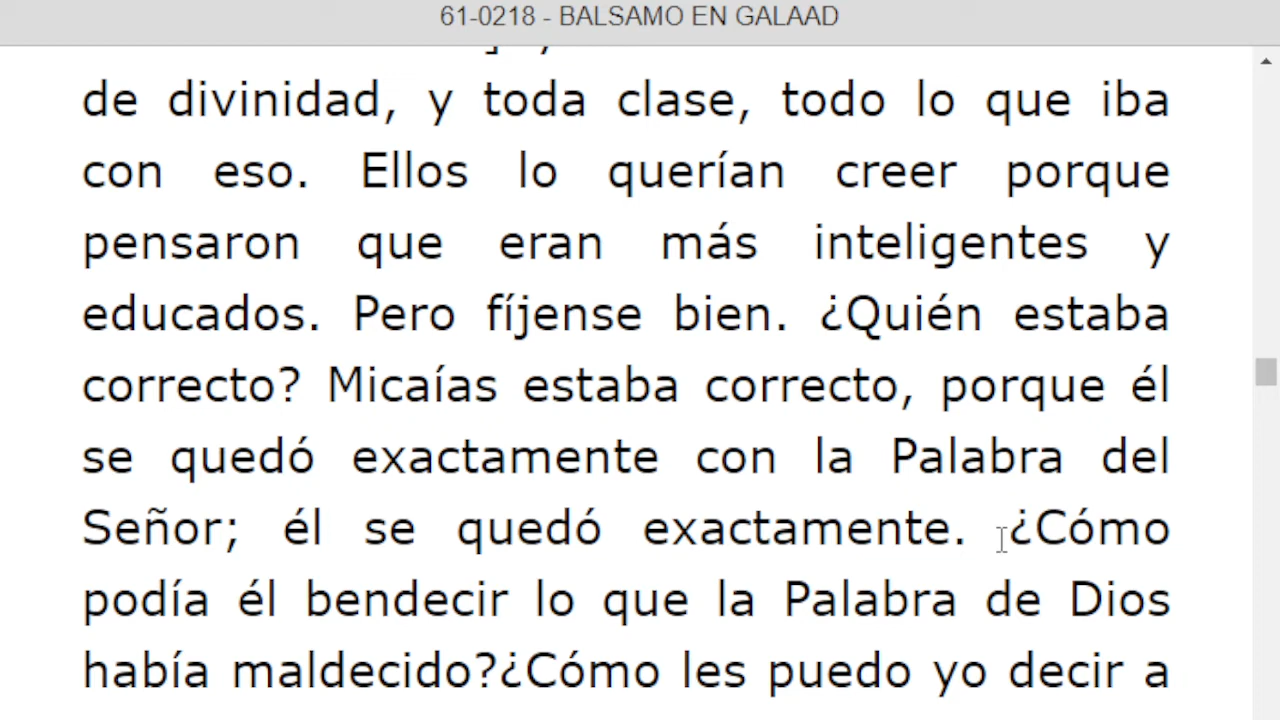 61-0218 - BALSAMO EN GALAAD
de divinidad, y toda clase, todo lo que iba
con eso. Ellos lo querían creer porque
pensaron que eran más inteligentes y
educados. Pero fíjense bien. ¿Quién estaba
correcto? Micaías estaba correcto, porque él
se quedó exactamente con la Palabra del
Señor; él se quedó exactamente. ¿Cómo
podía él bendecir lo que la Palabra de Dios
había maldecido?¿Cómo les puedo yo decir a